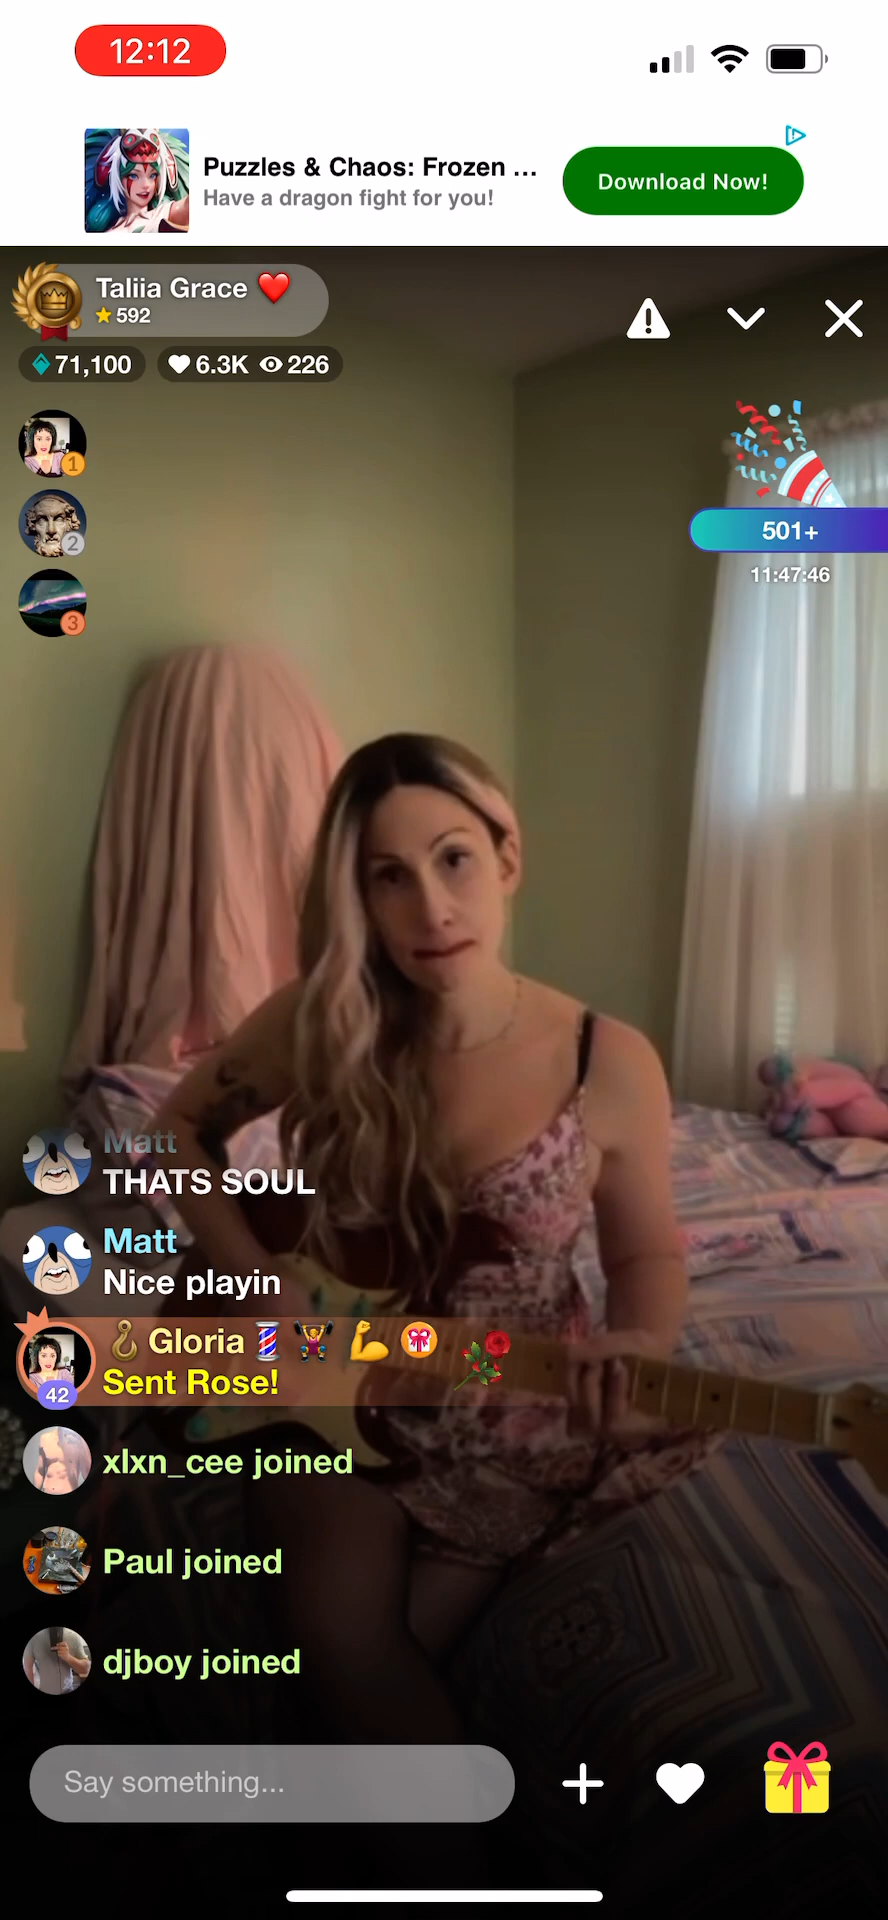 12:12
Puzzles & Chaos: Frozen ...
Have a dragon fight for you!
Download Now!
Taliia Grace ❤️
592
71,100
6.3K 226
1
2
3
501+
11:47:46
Matt
THATS SOUL
Matt
Nice playin
🪝 Gloria 💈 🏋️ 💪
Sent Rose!
42
xlxn_cee joined
Paul joined
djboy joined
Say something...